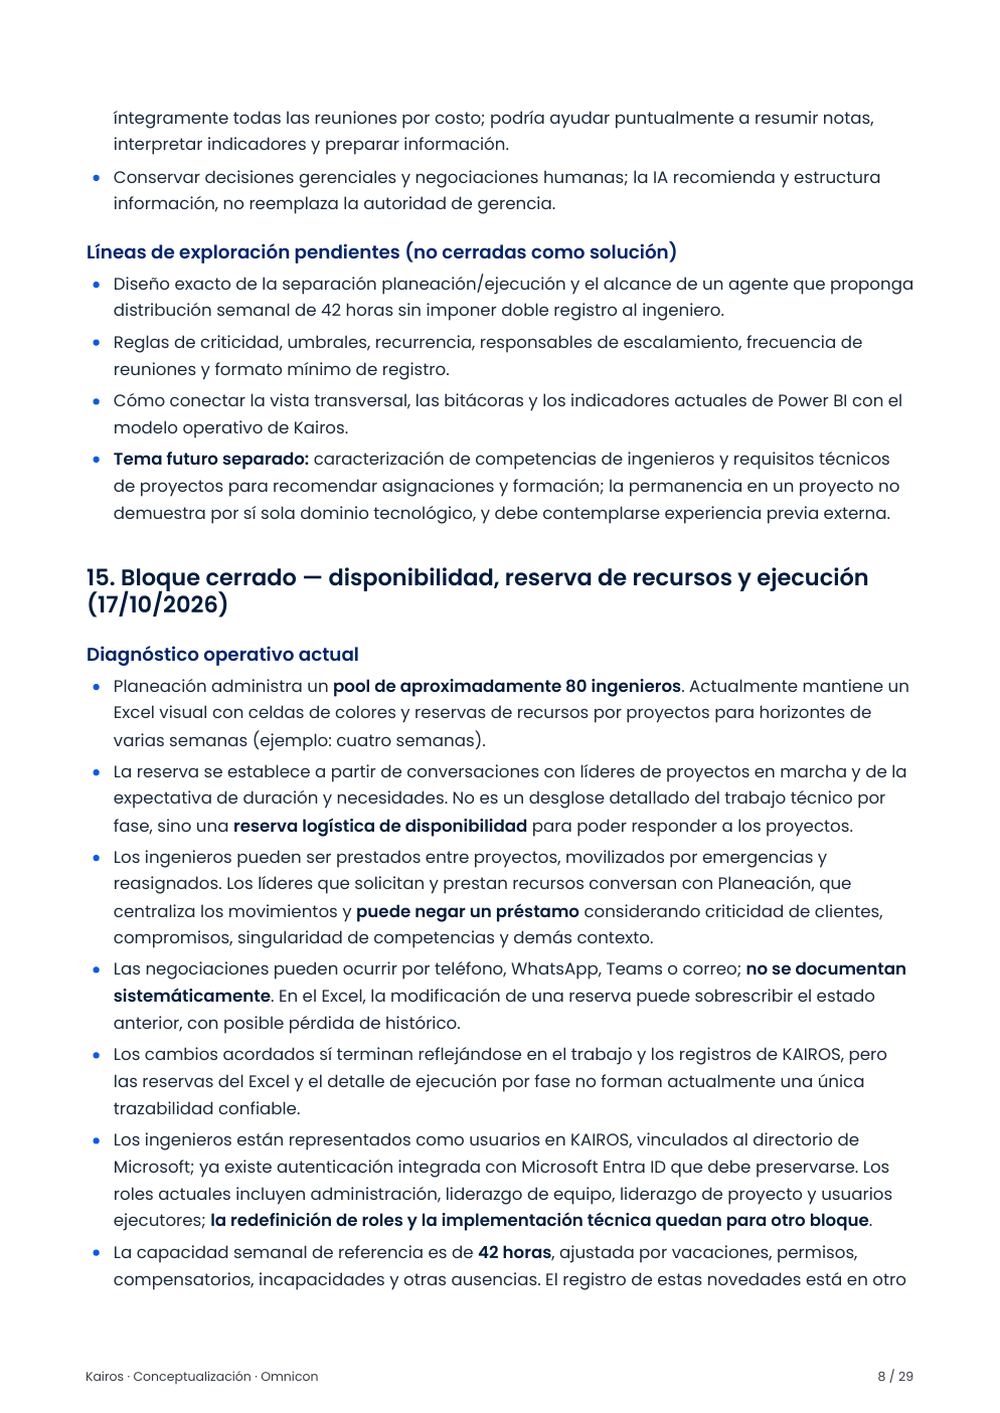 íntegramente todas las reuniones por costo; podría ayudar puntualmente a resumir notas,
interpretar indicadores y preparar información.
• Conservar decisiones gerenciales y negociaciones humanas; la IA recomienda y estructura
información, no reemplaza la autoridad de gerencia.
Líneas de exploración pendientes (no cerradas como solución)
• Diseño exacto de la separación planeación/ejecución y el alcance de un agente que proponga
distribución semanal de 42 horas sin imponer doble registro al ingeniero.
• Reglas de criticidad, umbrales, recurrencia, responsables de escalamiento, frecuencia de
reuniones y formato mínimo de registro.
• Cómo conectar la vista transversal, las bitácoras y los indicadores actuales de Power BI con el
modelo operativo de Kairos.
• Tema futuro separado: caracterización de competencias de ingenieros y requisitos técnicos
de proyectos para recomendar asignaciones y formación; la permanencia en un proyecto no
demuestra por sí sola dominio tecnológico, y debe contemplarse experiencia previa externa.
15. Bloque cerrado — disponibilidad, reserva de recursos y ejecución
(17/10/2026)
Diagnóstico operativo actual
• Planeación administra un pool de aproximadamente 80 ingenieros. Actualmente mantiene un
Excel visual con celdas de colores y reservas de recursos por proyectos para horizontes de
varias semanas (ejemplo: cuatro semanas).
• La reserva se establece a partir de conversaciones con líderes de proyectos en marcha y de la
expectativa de duración y necesidades. No es un desglose detallado del trabajo técnico por
fase, sino una reserva logística de disponibilidad para poder responder a los proyectos.
• Los ingenieros pueden ser prestados entre proyectos, movilizados por emergencias y
reasignados. Los líderes que solicitan y prestan recursos conversan con Planeación, que
centraliza los movimientos y puede negar un préstamo considerando criticidad de clientes,
compromisos, singularidad de competencias y demás contexto.
• Las negociaciones pueden ocurrir por teléfono, WhatsApp, Teams o correo; no se documentan
sistemáticamente. En el Excel, la modificación de una reserva puede sobrescribir el estado
anterior, con posible pérdida de histórico.
• Los cambios acordados sí terminan reflejándose en el trabajo y los registros de KAIROS, pero
las reservas del Excel y el detalle de ejecución por fase no forman actualmente una única
trazabilidad confiable.
• Los ingenieros están representados como usuarios en KAIROS, vinculados al directorio de
Microsoft; ya existe autenticación integrada con Microsoft Entra ID que debe preservarse. Los
roles actuales incluyen administración, liderazgo de equipo, liderazgo de proyecto y usuarios
ejecutores; la redefinición de roles y la implementación técnica quedan para otro bloque.
• La capacidad semanal de referencia es de 42 horas, ajustada por vacaciones, permisos,
compensatorios, incapacidades y otras ausencias. El registro de estas novedades está en otro
Kairos · Conceptualización · Omnicon
8 / 29